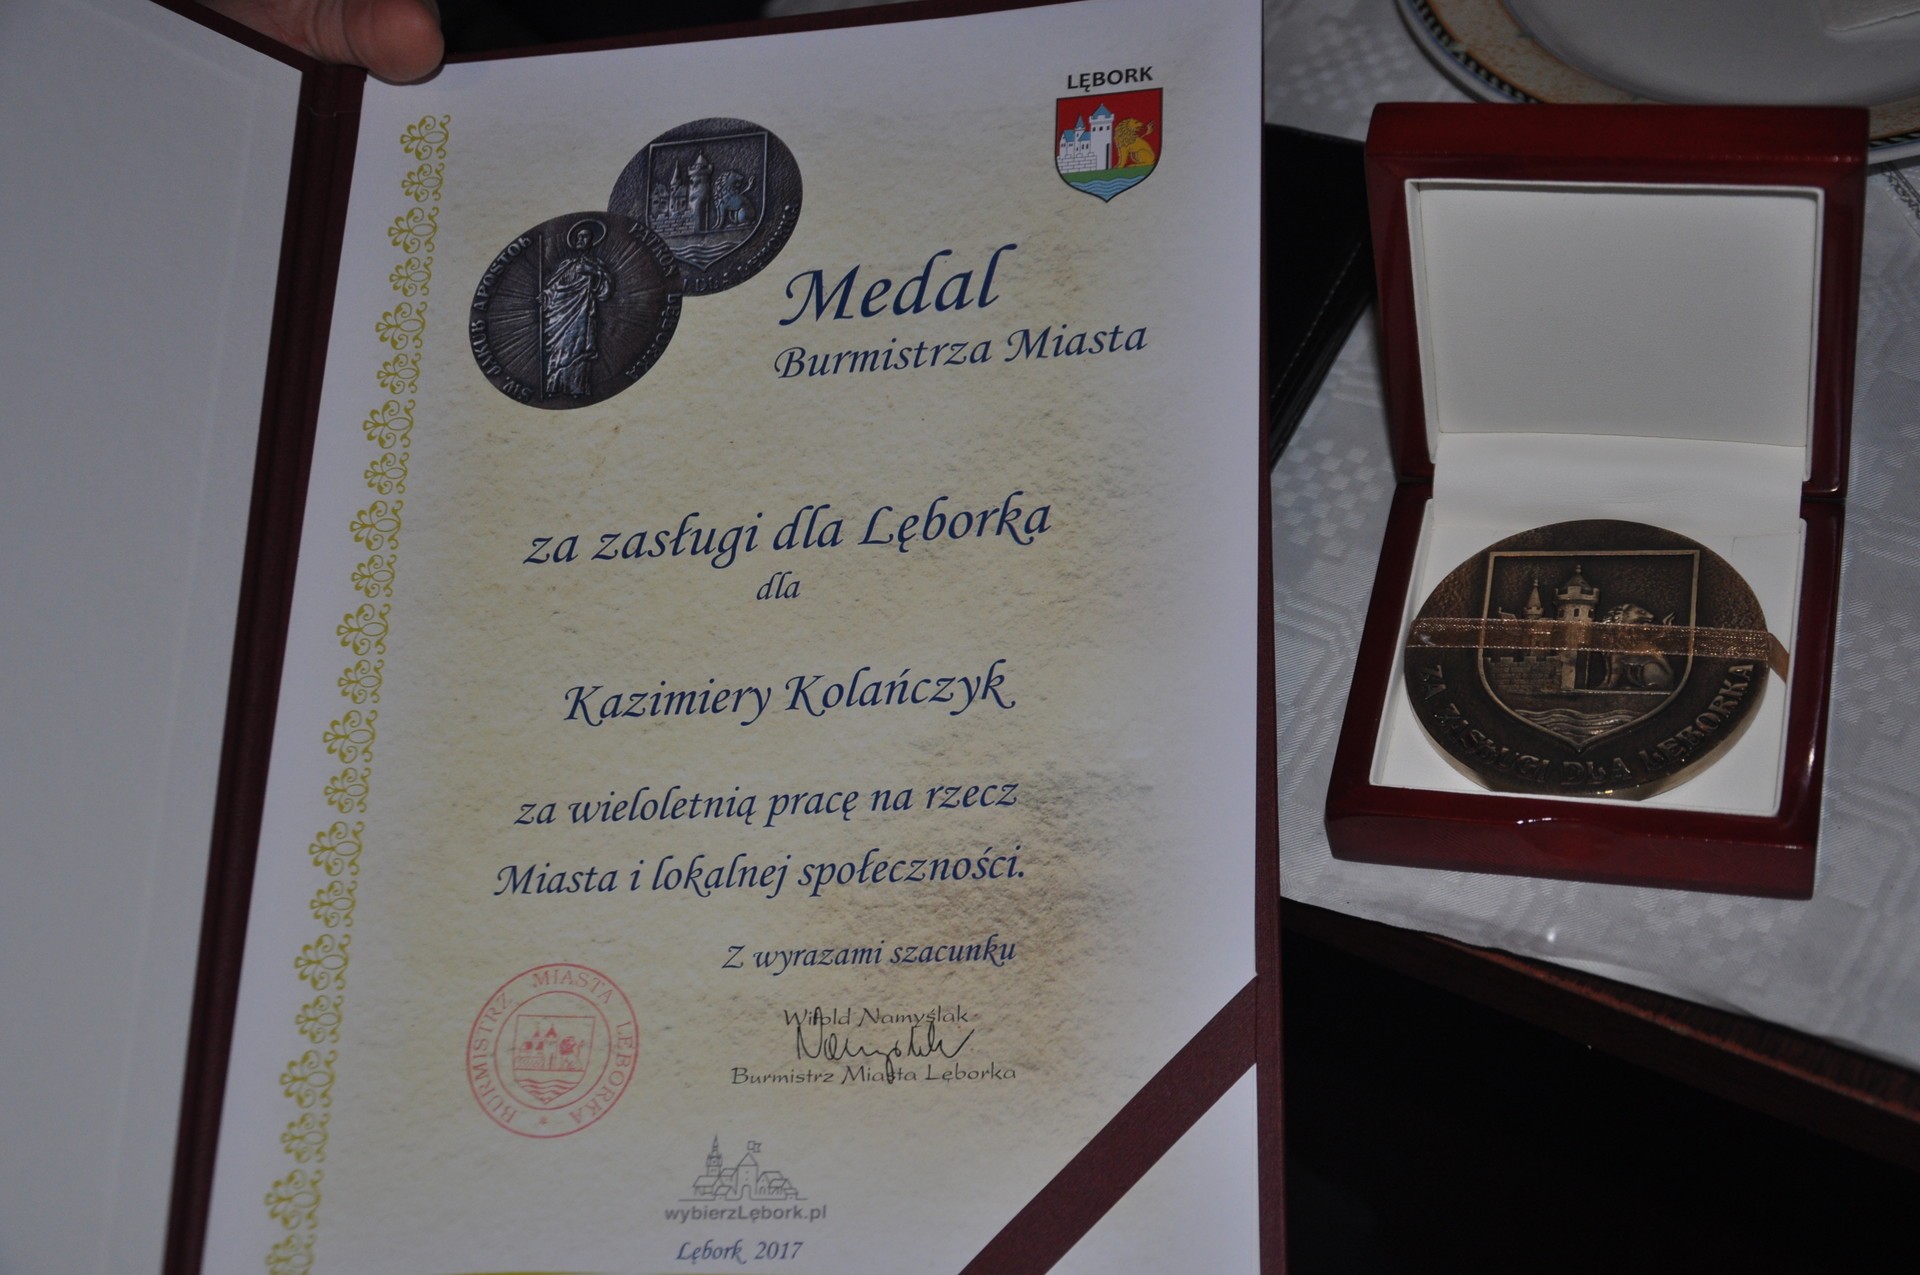 LĘBORK
ŚW. JAKUB APOSTOŁ
PATRON LĘBORKA
Medal
Burmistrza Miasta
za zasługi dla Lęborka
dla
Kazimiery Kolańczyk
za wieloletnią pracę na rzecz
Miasta i lokalnej społeczności.
Z wyrazami szacunku
Witold Namyślak
Burmistrz Miasta Lęborka
BURMISTRZ MIASTA LĘBORKA
wybierzLębork.pl
Lębork 2017
ZA ZASŁUGI DLA LĘBORKA